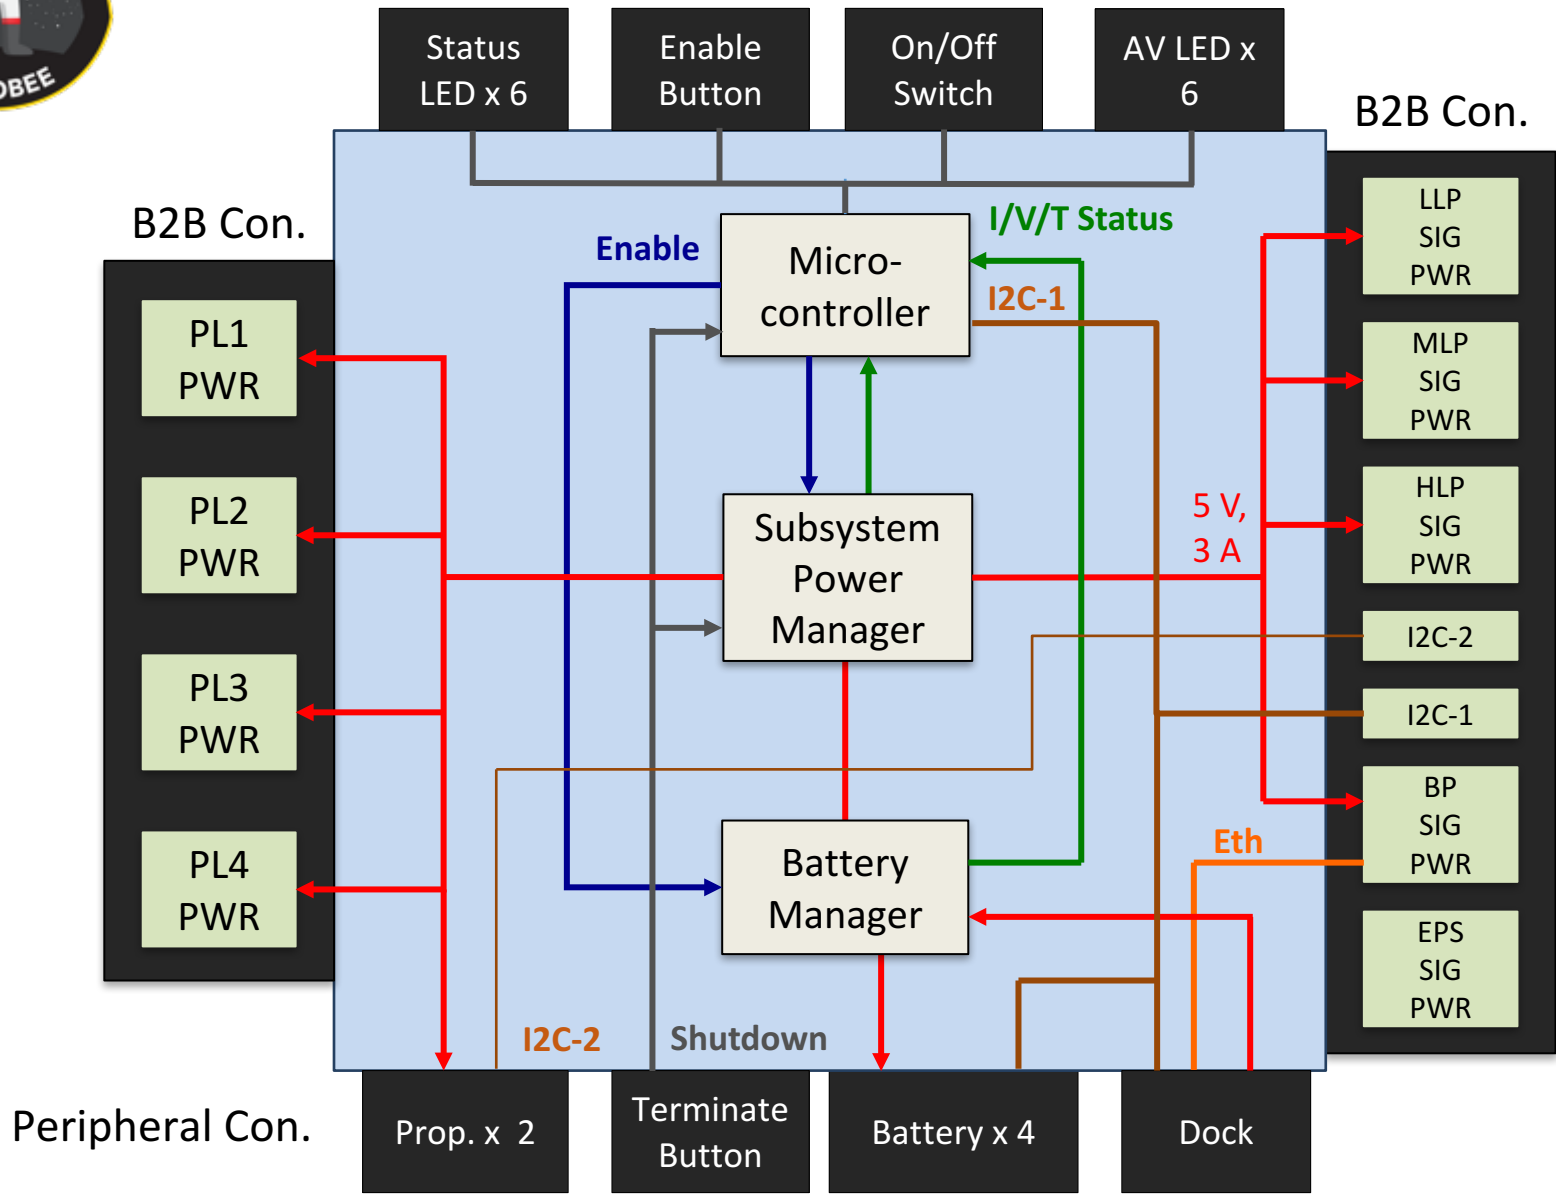 OBEE
Status
LED x 6
Enable
Button
On/Off
Switch
AV LED x
6
B2B Con.
B2B Con.
LLP
SIG
PWR
I/V/T Status
Enable
Micro-
controller
I2C-1
PL1
PWR
MLP
SIG
PWR
PL2
PWR
Subsystem
Power
Manager
5 V,
3 A
HLP
SIG
PWR
I2C-2
I2C-1
PL3
PWR
BP
SIG
PWR
Eth
PL4
PWR
Battery
Manager
EPS
SIG
PWR
I2C-2
Shutdown
Peripheral Con.
Prop. x 2
Terminate
Button
Battery x 4
Dock